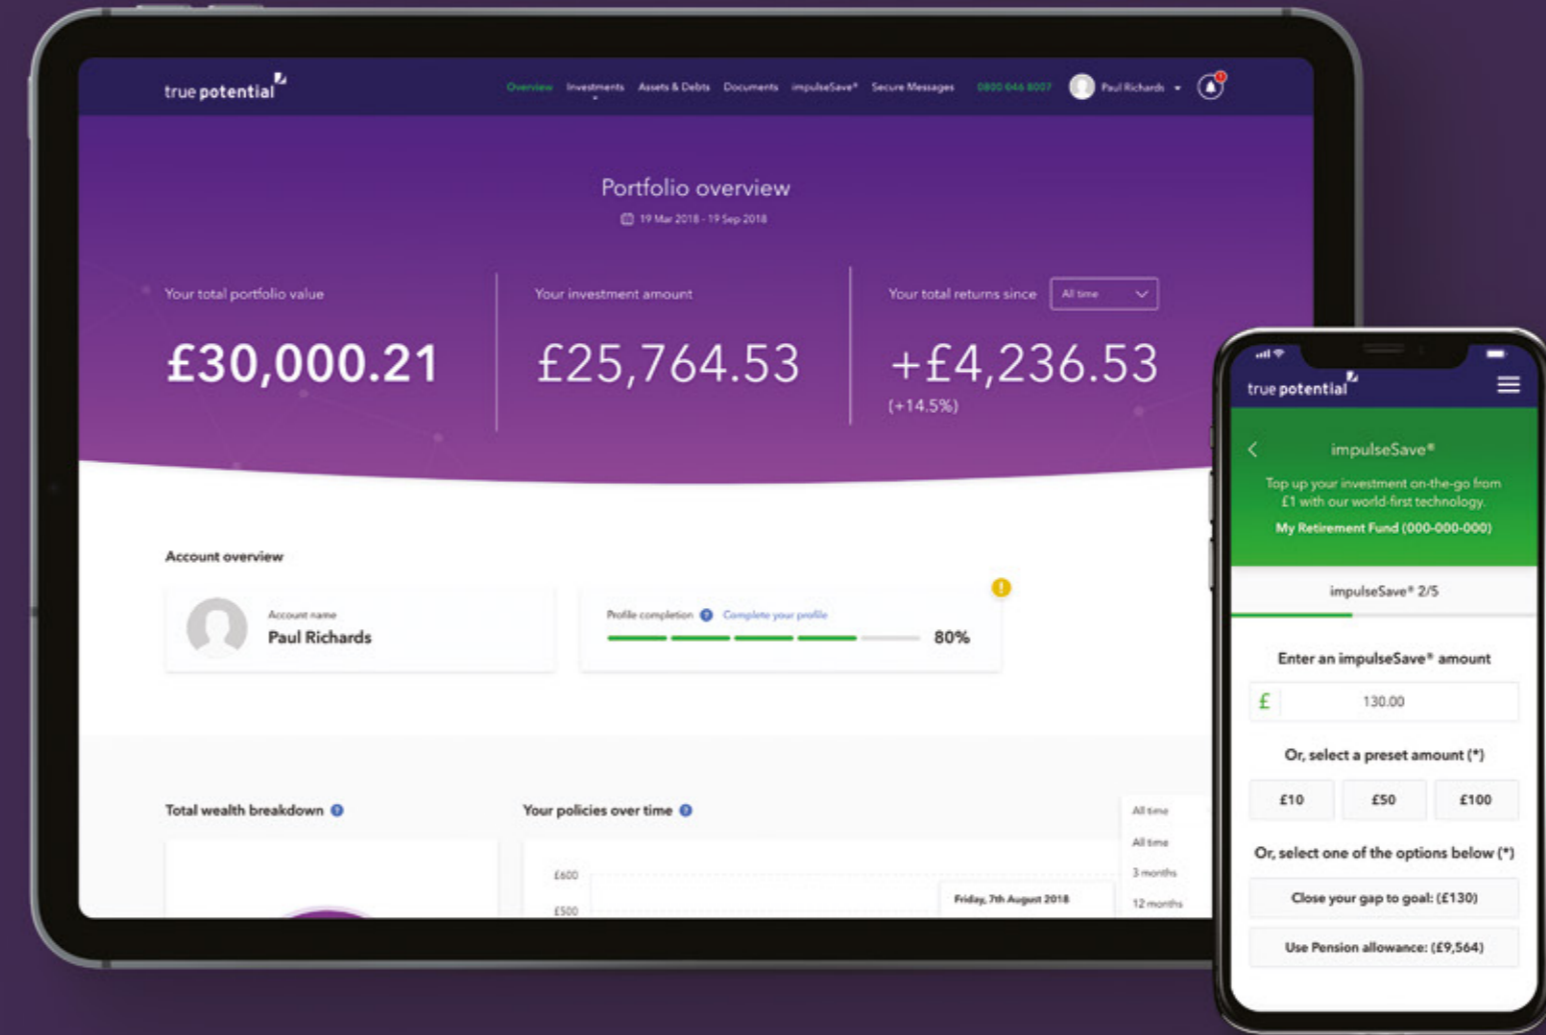 true potential
Overview Investments Assets & Debts Documents impulseSave® Secure Messages 0800 046 8007 Paul Richards
Portfolio overview
19 Mar 2018 - 19 Sep 2018
Your total portfolio value
£30,000.21
Your investment amount
£25,764.53
Your total returns since All time
+£4,236.53
(+14.5%)
Account overview
Account name
Paul Richards
Profile completion ? Complete your profile
80%
!
Total wealth breakdown ?
Your policies over time ?
£600
£500
Friday, 7th August 2018
All time
All time
3 months
12 months
true potential
impulseSave®
Top up your investment on-the-go from
£1 with our world-first technology.
My Retirement Fund (000-000-000)
impulseSave® 2/5
Enter an impulseSave® amount
£ 130.00
Or, select a preset amount (*)
£10 £50 £100
Or, select one of the options below (*)
Close your gap to goal: (£130)
Use Pension allowance: (£9,564)